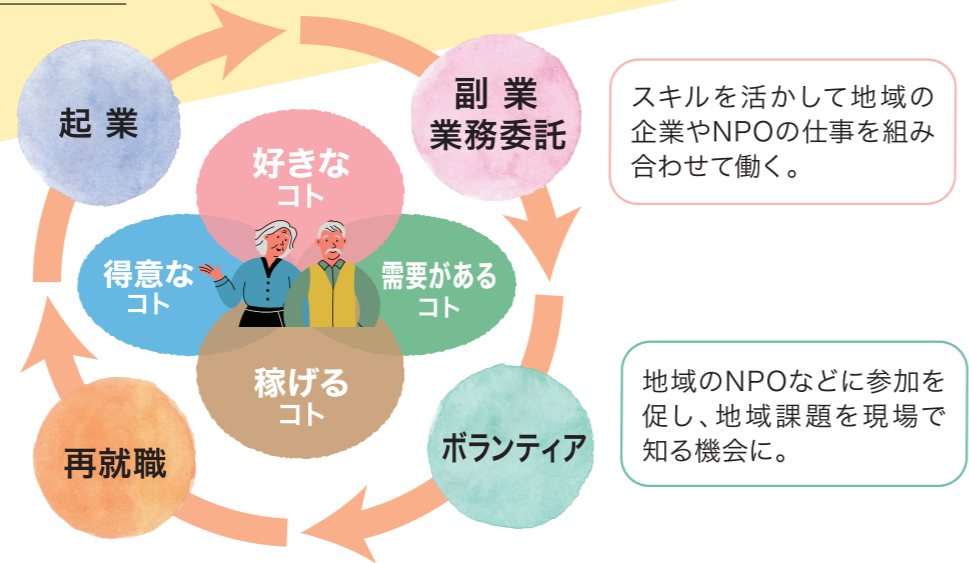 起業
副業
業務委託
スキルを活かして地域の
企業やNPOの仕事を組み
合わせて働く。
好きな
コト
得意な
コト
需要がある
コト
稼げる
コト
再就職
ボランティア
地域のNPOなどに参加を
促し、地域課題を現場で
知る機会に。